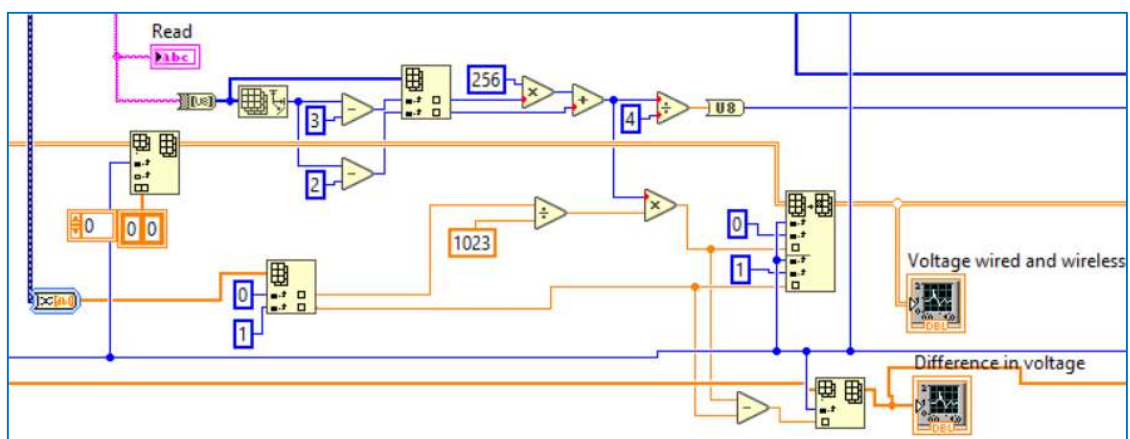 Read
abc
U8
256
3
4
U8
2
0
0 0
1023
0
0
1
1
Voltage wired and wireless
DBL
Difference in voltage
DBL